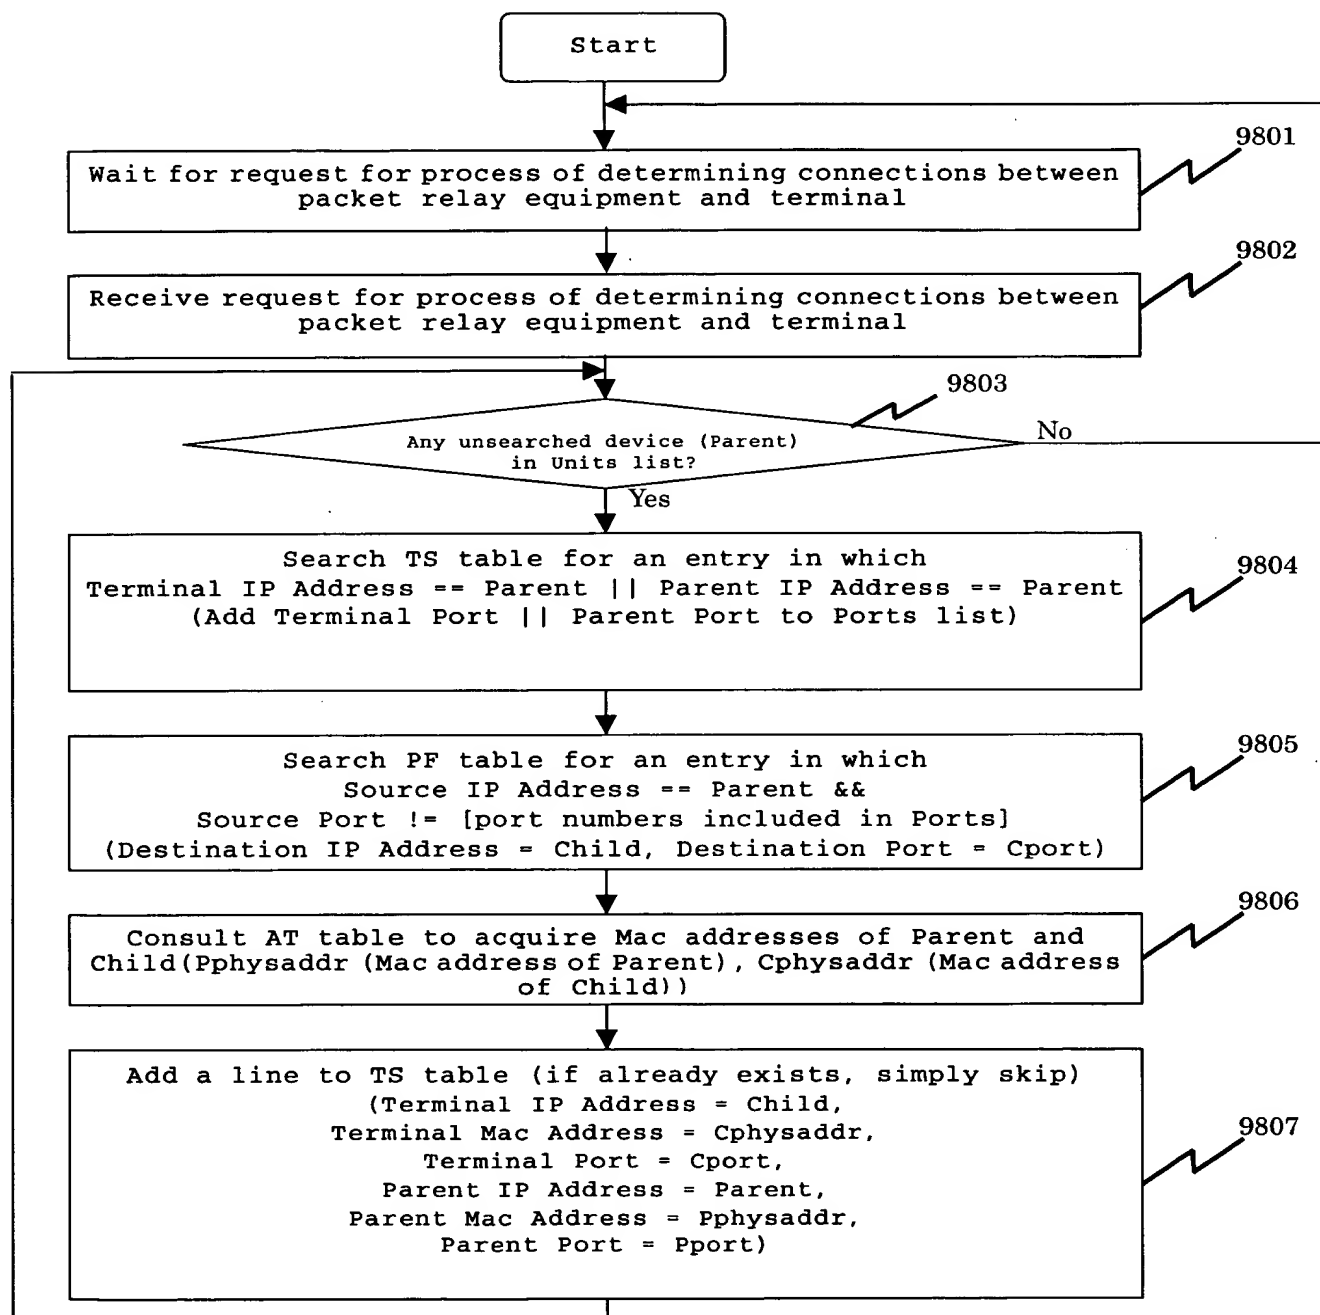 Start
9801
Wait for request for process of determining connections between
packet relay equipment and terminal
9802
Receive request for process of determining connections between
packet relay equipment and terminal
9803
Any unsearched device (Parent)
in Units list?
No
Yes
Search TS table for an entry in which
Terminal IP Address == Parent || Parent IP Address == Parent
(Add Terminal Port || Parent Port to Ports list)
9804
Search PF table for an entry in which
Source IP Address == Parent &&
Source Port != [port numbers included in Ports]
(Destination IP Address = Child, Destination Port = Cport)
9805
Consult AT table to acquire Mac addresses of Parent and
Child(Pphysaddr (Mac address of Parent), Cphysaddr (Mac address
of Child))
9806
Add a line to TS table (if already exists, simply skip)
(Terminal IP Address = Child,
Terminal Mac Address = Cphysaddr,
Terminal Port = Cport,
Parent IP Address = Parent,
Parent Mac Address = Pphysaddr,
Parent Port = Pport)
9807